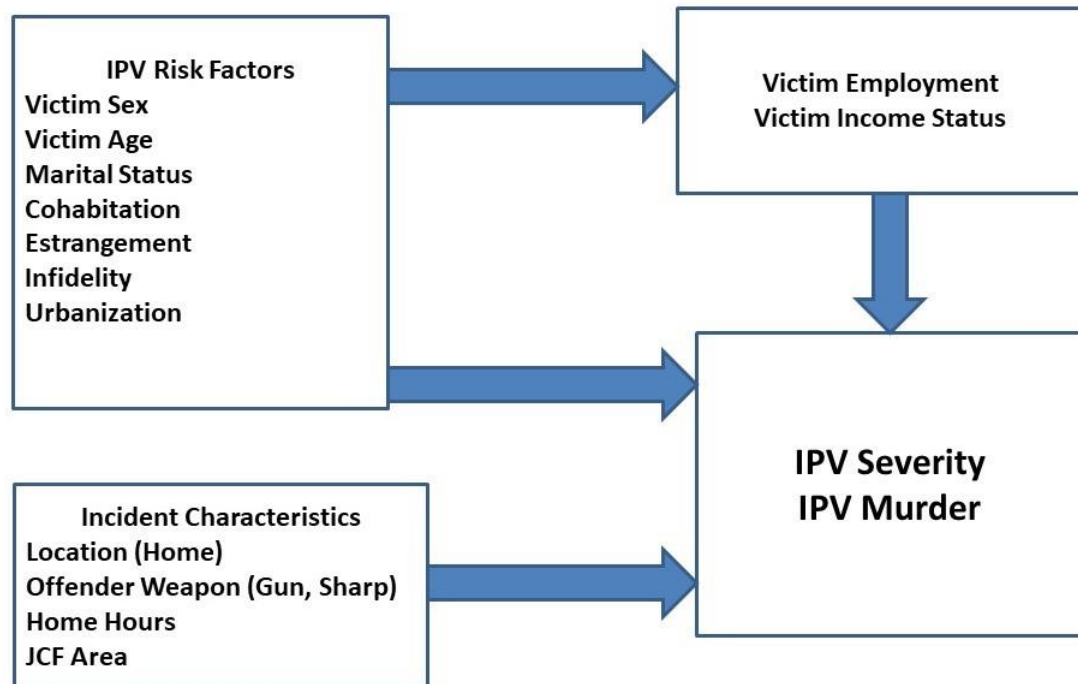 IPV Risk Factors
Victim Sex
Victim Age
Marital Status
Cohabitation
Estrangement
Infidelity
Urbanization
Victim Employment
Victim Income Status
IPV Severity
IPV Murder
Incident Characteristics
Location (Home)
Offender Weapon (Gun, Sharp)
Home Hours
JCF Area